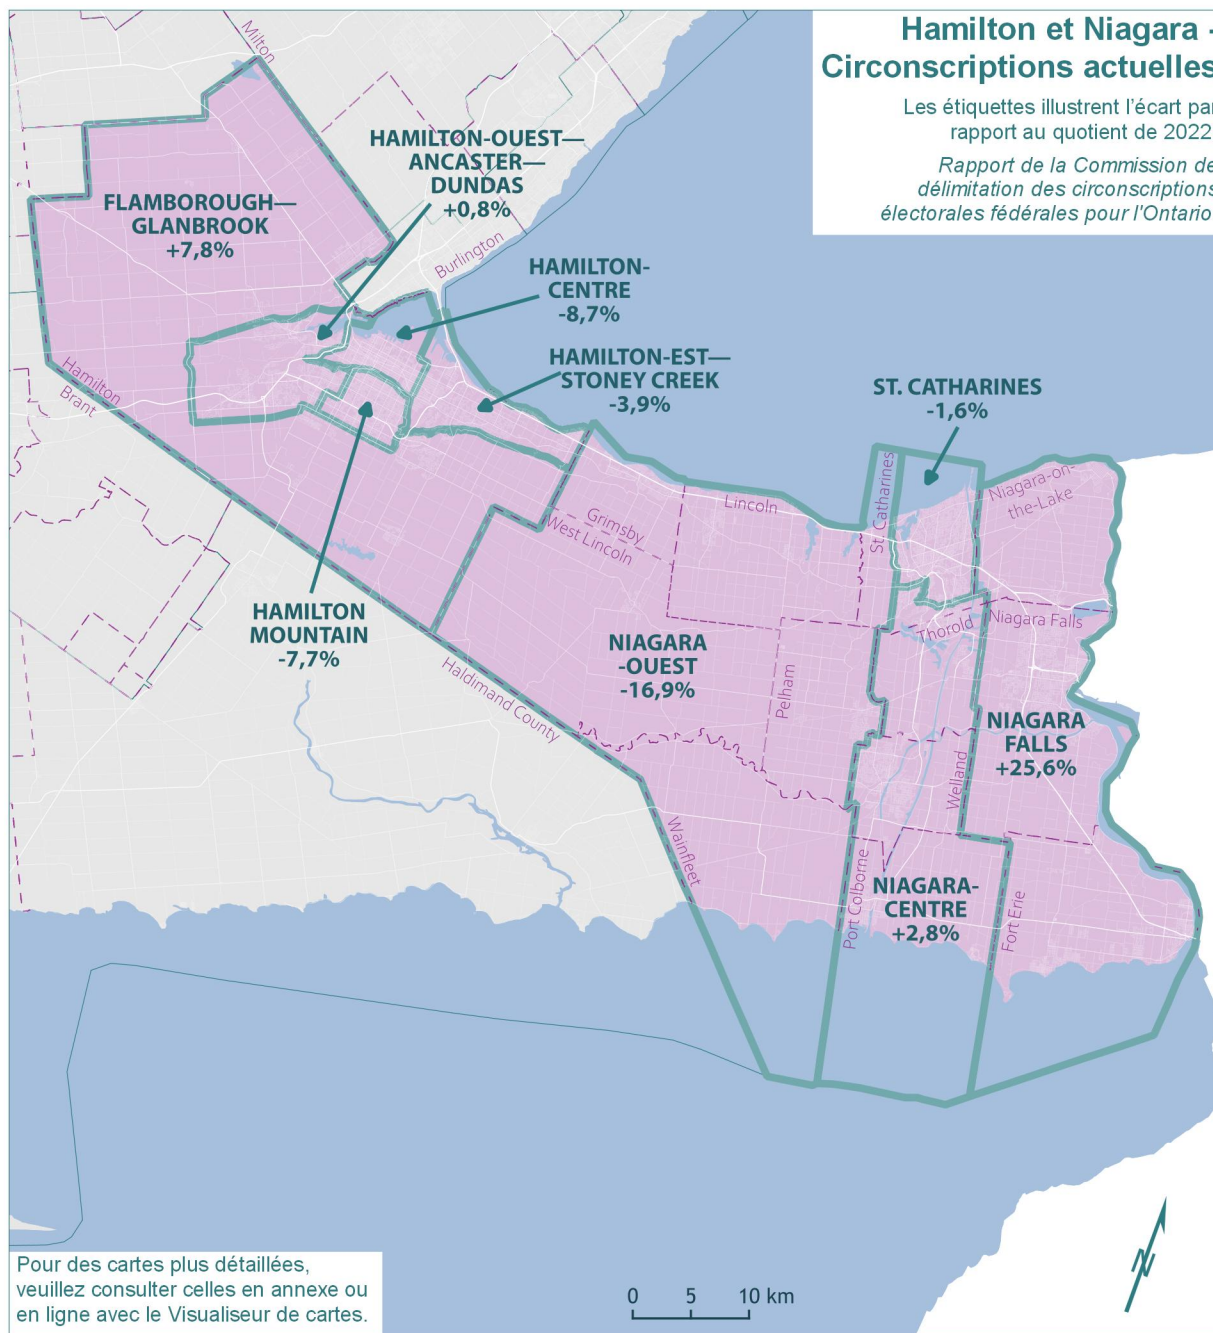 Hamilton et Niagara -
Circonscriptions actuelles
Les étiquettes illustrent l'écart par
rapport au quotient de 2022
Rapport de la Commission de
délimitation des circonscriptions
électorales fédérales pour l'Ontario
Milton
HAMILTON-OUEST—
ANCASTER—
DUNDAS
+0,8%
FLAMBOROUGH—
GLANBROOK
+7,8%
Burlington
HAMILTON-
CENTRE
-8,7%
HAMILTON-EST—
STONEY CREEK
-3,9%
ST. CATHARINES
-1,6%
Hamilton
Brant
St. Catharines
Niagara-on-
the-Lake
Lincoln
Grimsby
West Lincoln
HAMILTON
MOUNTAIN
-7,7%
Thorold
Niagara Falls
NIAGARA
-OUEST
-16,9%
Pelham
Haldimand County
NIAGARA
FALLS
+25,6%
Welland
Wainfleet
Port Colborne
NIAGARA-
CENTRE
+2,8%
Fort Erie
Pour des cartes plus détaillées,
veuillez consulter celles en annexe ou
en ligne avec le Visualiseur de cartes.
0 5 10 km
N